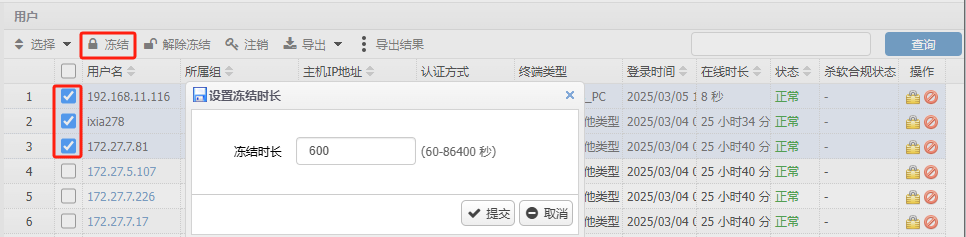 用户
选择 冻结 解除冻结 注销 导出 导出结果 查询
用户名 所属组 主机IP地址 认证方式 终端类型 登录时间 在线时长 状态 杀软合规状态 操作
设置冻结时长
1 192.168.11.116 _PC 2025/03/05 1 8 秒 正常 -
2 ixia278 他类型 2025/03/04 0 25 小时34 分 正常 -
3 172.27.7.81 他类型 2025/03/04 0 25 小时40 分 正常 -
冻结时长 600 (60-86400 秒)
4 172.27.5.107 他类型 2025/03/04 0 25 小时40 分 正常 -
5 172.27.7.226 他类型 2025/03/04 0 25 小时40 分 正常 -
6 172.27.7.17 他类型 2025/03/04 0 25 小时40 分 正常 -
提交 取消